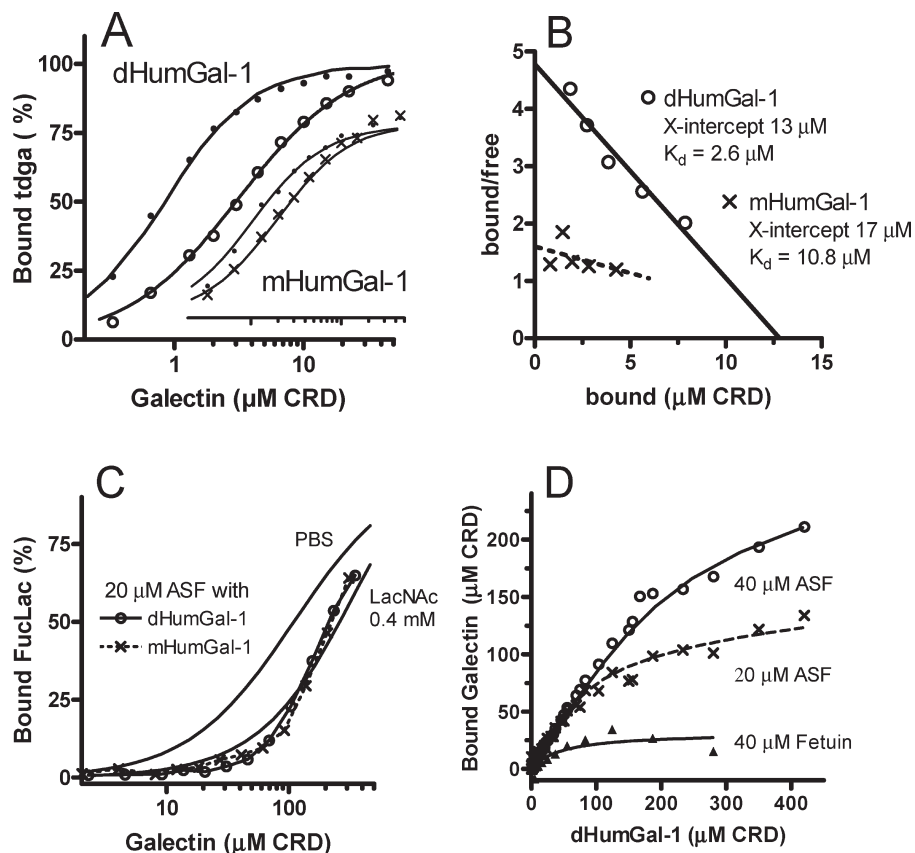 A
100
75
50
25
0
Bound tdga ( %)
dHumGal-1
mHumGal-1
1
10
Galectin (µM CRD)
B
5
4
3
2
1
0
bound/free
dHumGal-1
X-intercept 13 µM
Kd = 2.6 µM
mHumGal-1
X-intercept 17 µM
Kd = 10.8 µM
0
5
10
15
bound (µM CRD)
C
75
50
25
0
Bound FucLac (%)
PBS
20 µM ASF with
dHumGal-1
mHumGal-1
LacNAc
0.4 mM
10
100
Galectin (µM CRD)
D
200
150
100
50
0
Bound Galectin (µM CRD)
40 µM ASF
20 µM ASF
40 µM Fetuin
0
100
200
300
400
dHumGal-1 (µM CRD)